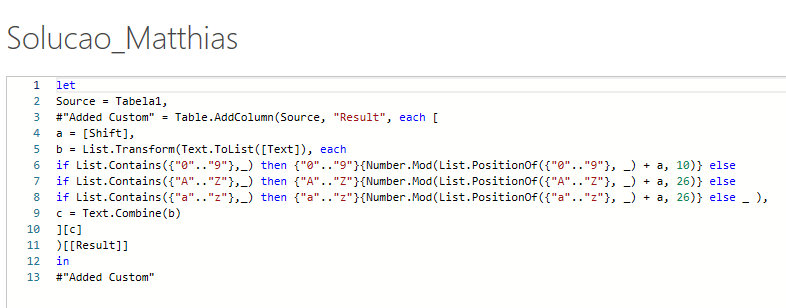 Solucao_Matthias
1 let
2 Source = Tabela1,
3 #"Added Custom" = Table.AddColumn(Source, "Result", each [
4 a = [Shift],
5 b = List.Transform(Text.ToList([Text]), each
6 if List.Contains({"0".."9"},_) then {"0".."9"}{Number.Mod(List.PositionOf({"0".."9"}, _) + a, 10)} else
7 if List.Contains({"A".."Z"},_) then {"A".."Z"}{Number.Mod(List.PositionOf({"A".."Z"}, _) + a, 26)} else
8 if List.Contains({"a".."z"},_) then {"a".."z"}{Number.Mod(List.PositionOf({"a".."z"}, _) + a, 26)} else _ ),
9 c = Text.Combine(b)
10 ][c]
11 )[[Result]]
12 in
13 #"Added Custom"